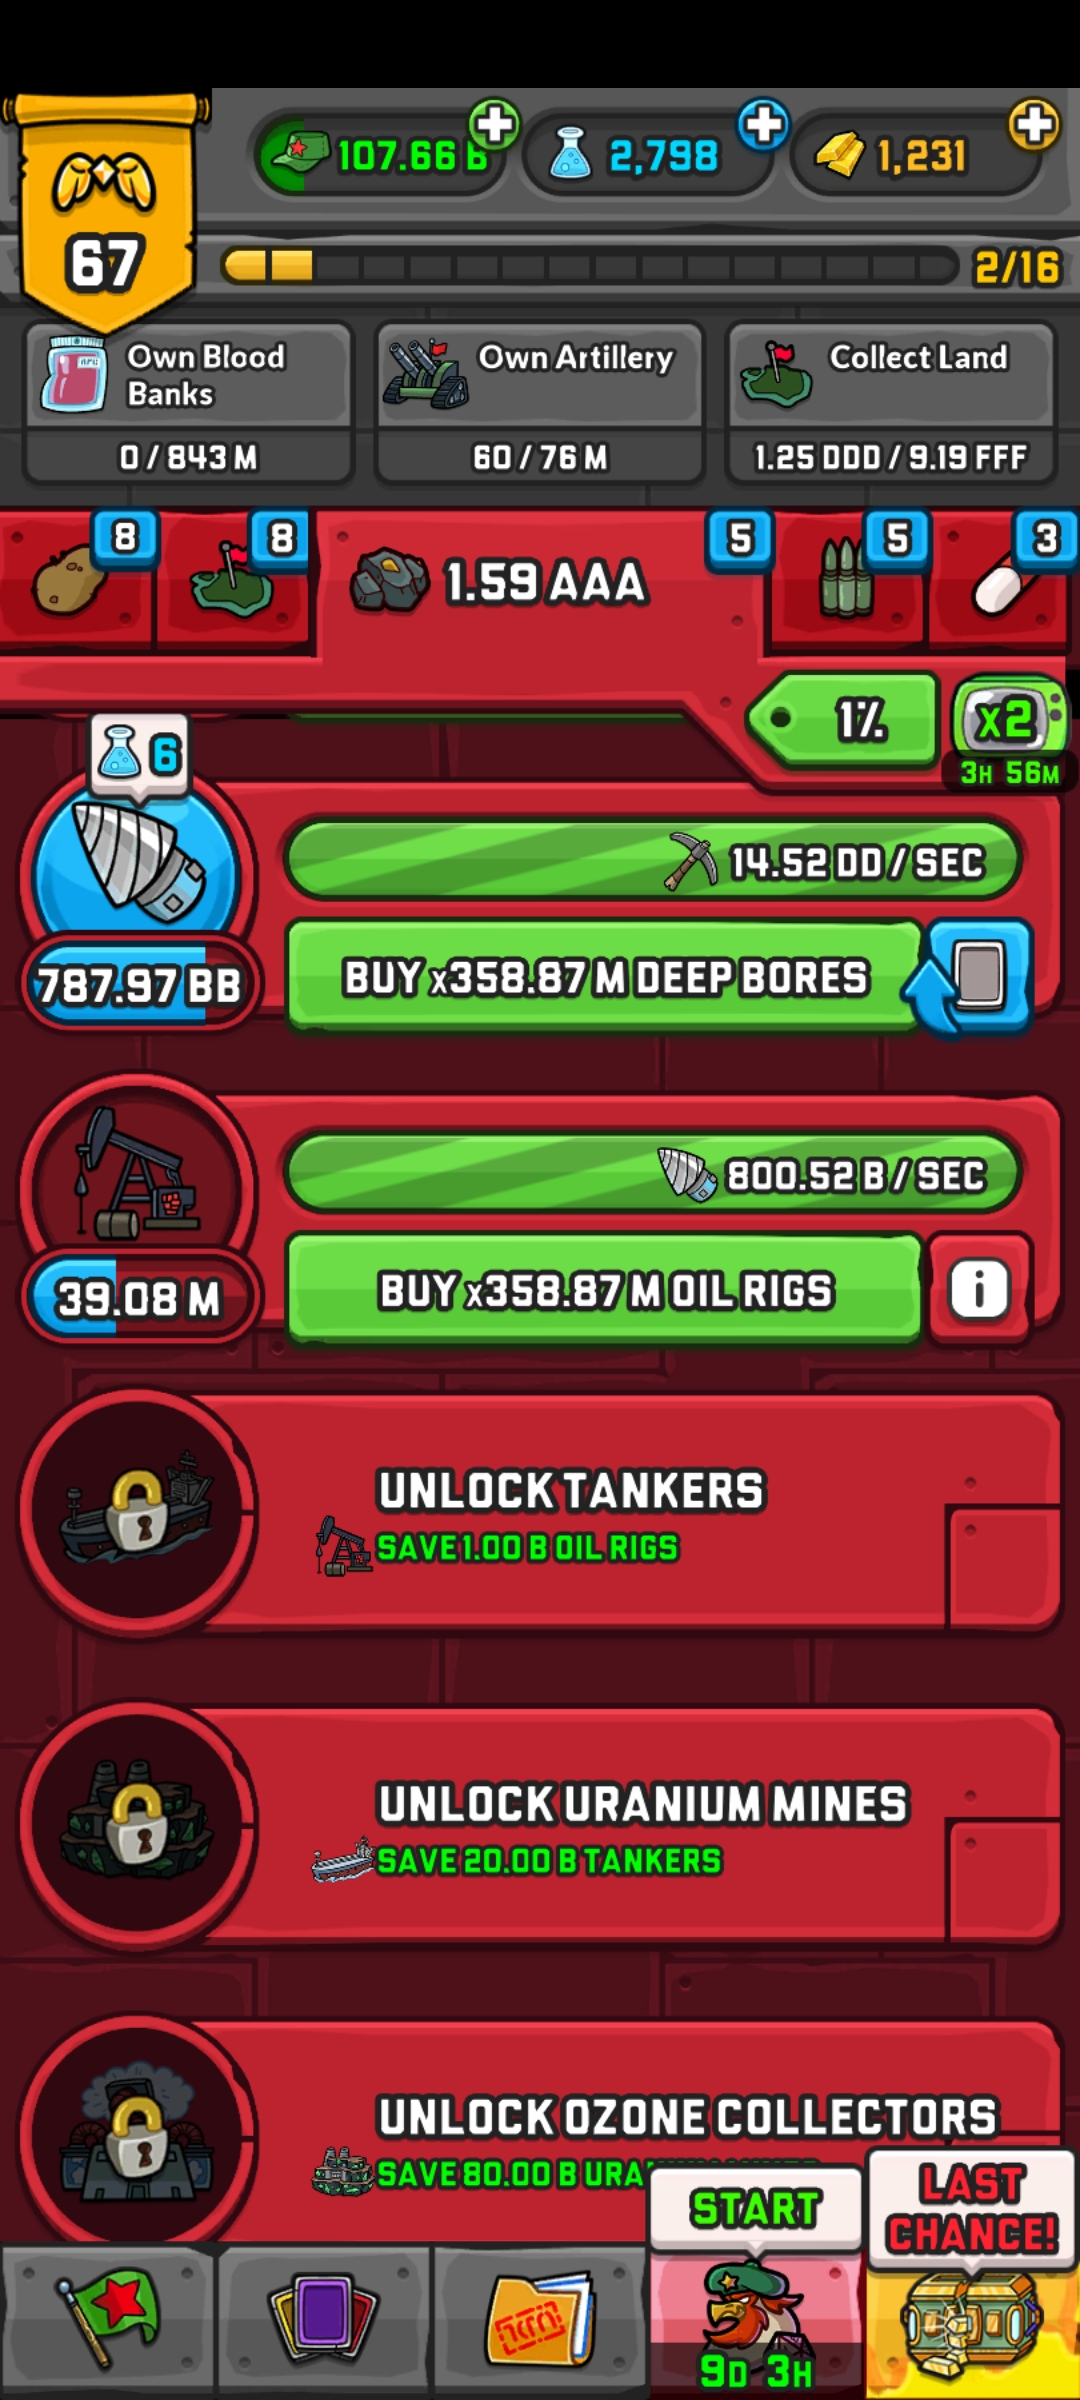 107.66 B
2,798
1,231
67
2/16
Own Blood
Banks
0 / 843 M
Own Artillery
60 / 76 M
Collect Land
1.25 DDD / 9.19 FFF
8
8
1.59 AAA
5
5
3
1%
x2
3H 56M
6
14.52 DD / SEC
787.97 BB
BUY x358.87 M DEEP BORES
800.52 B / SEC
39.08 M
BUY x358.87 M OIL RIGS
i
UNLOCK TANKERS
SAVE 1.00 B OIL RIGS
UNLOCK URANIUM MINES
SAVE 20.00 B TANKERS
UNLOCK OZONE COLLECTORS
SAVE 80.00 B
START
LAST
CHANCE!
9D 3H